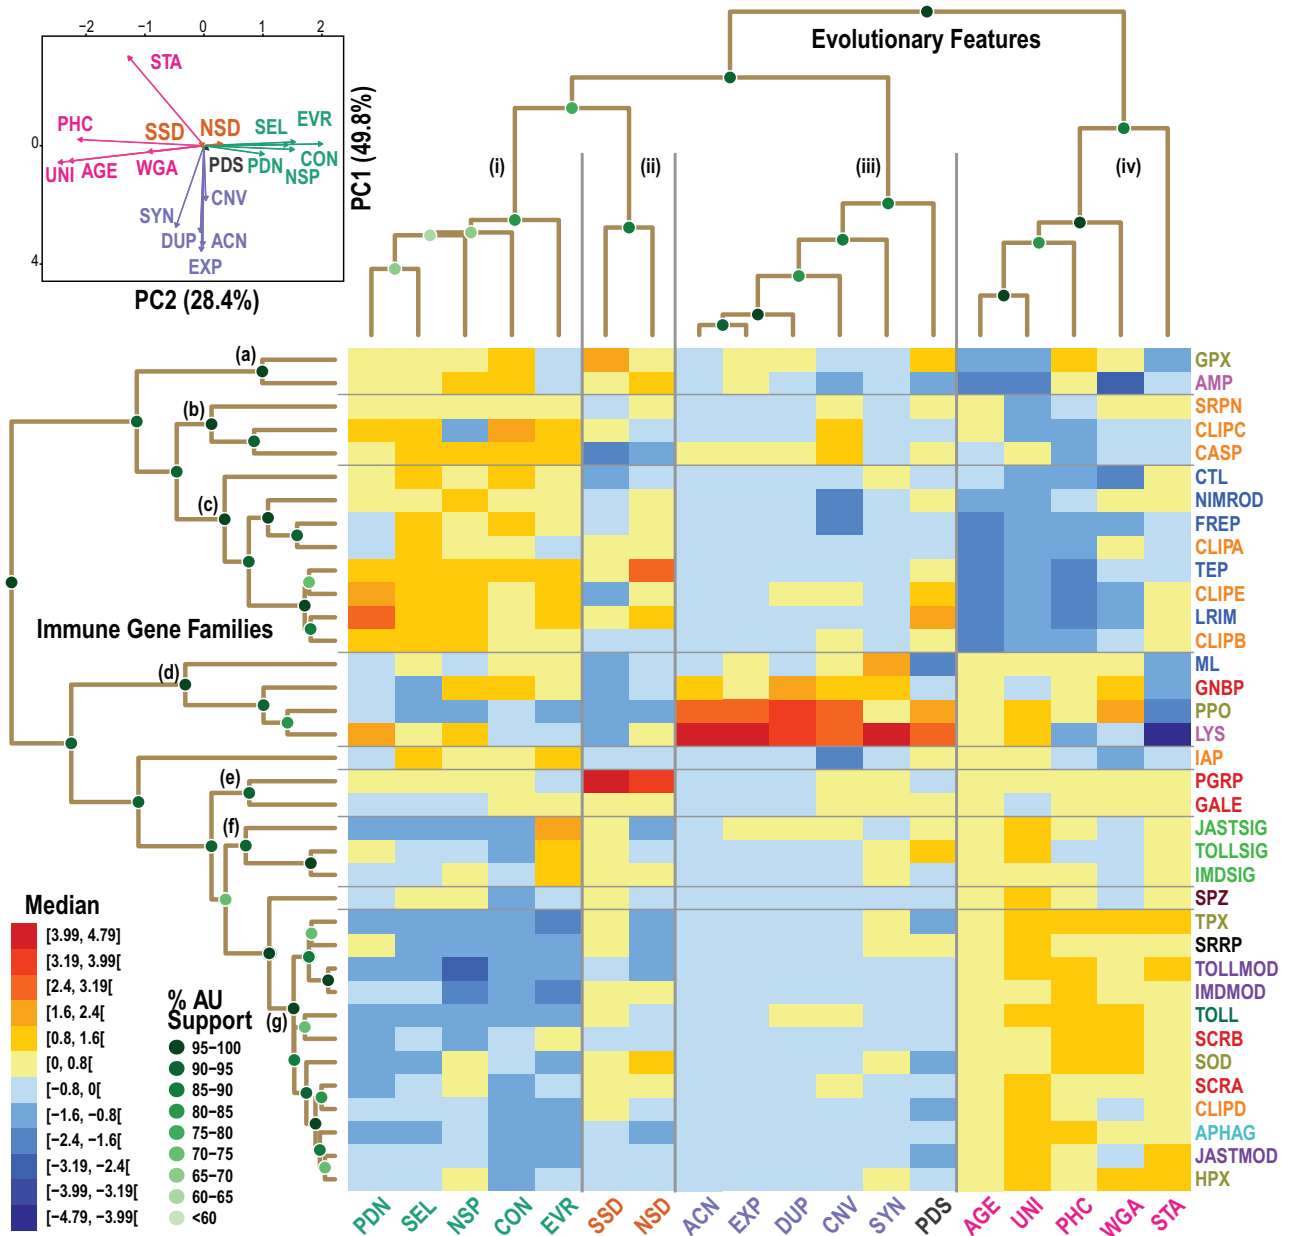 −2 −1 0 1 2
STA
PHC
SSD
NSD
SEL
EVR
UNI
AGE
WGA
PDS
PDN
CON
NSP
SYN
CNV
DUP
ACN
EXP
0
4
PC1 (49.8%)
PC2 (28.4%)
Evolutionary Features
(i)
(ii)
(iii)
(iv)
Immune Gene Families
(a)
(b)
(c)
(d)
(e)
(f)
(g)
GPX
AMP
SRPN
CLIPC
CASP
CTL
NIMROD
FREP
CLIPA
TEP
CLIPE
LRIM
CLIPB
ML
GNBP
PPO
LYS
IAP
PGRP
GALE
JASTSIG
TOLLSIG
IMDSIG
SPZ
TPX
SRRP
TOLLMOD
IMDMOD
TOLL
SCRB
SOD
SCRA
CLIPD
APHAG
JASTMOD
HPX
Median
[3.99, 4.79]
[3.19, 3.99[
[2.4, 3.19[
[1.6, 2.4[
[0.8, 1.6[
[0, 0.8[
[−0.8, 0[
[−1.6, −0.8[
[−2.4, −1.6[
[−3.19, −2.4[
[−3.99, −3.19[
[−4.79, −3.99[
% AU
Support
95−100
90−95
85−90
80−85
75−80
70−75
65−70
60−65
<60
PDN SEL NSP CON EVR SSD NSD ACN EXP DUP CNV SYN PDS AGE UNI PHC WGA STA